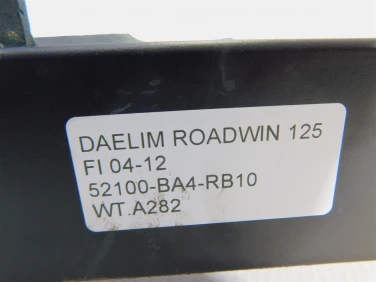 DAELIM ROADWIN 125
FI 04-12
52100-BA4-RB10
WT.A282